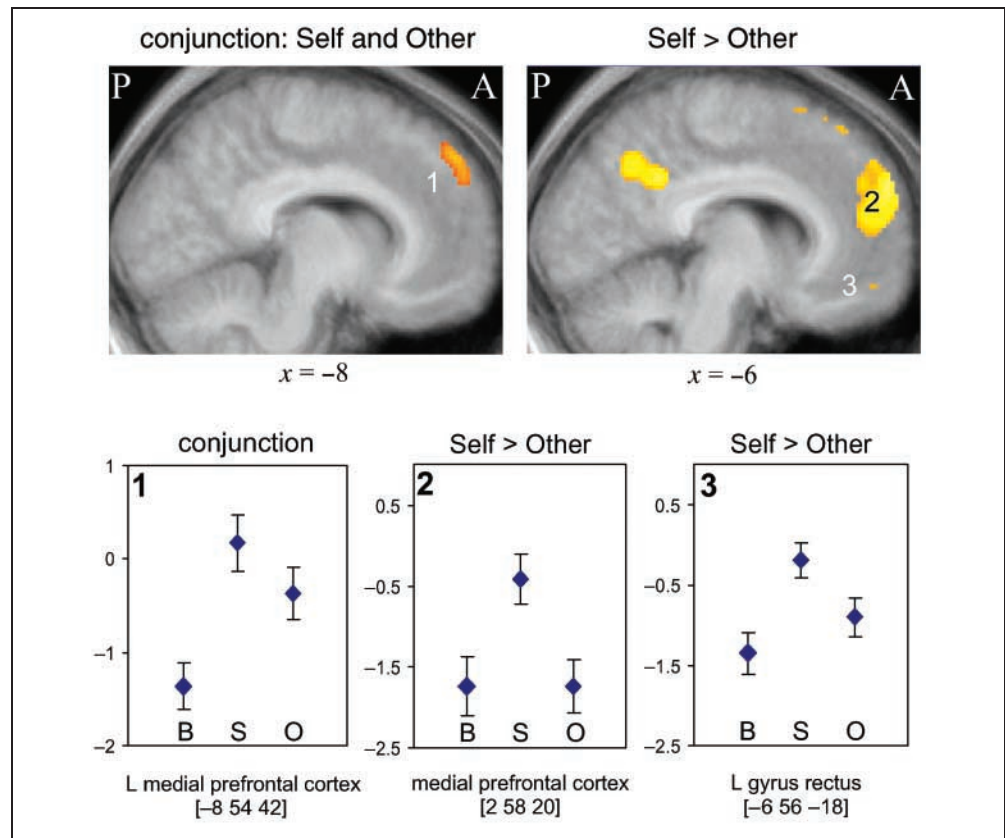 conjunction: Self and Other
Self > Other
P A
P A
1
2
3
x = –8
x = –6
conjunction
Self > Other
Self > Other
1
1
0
–1
–2
B S O
L medial prefrontal cortex
[–8 54 42]
2
0.5
–0.5
–1.5
–2.5
B S O
medial prefrontal cortex
[2 58 20]
3
0.5
–0.5
–1.5
–2.5
B S O
L gyrus rectus
[–6 56 –18]